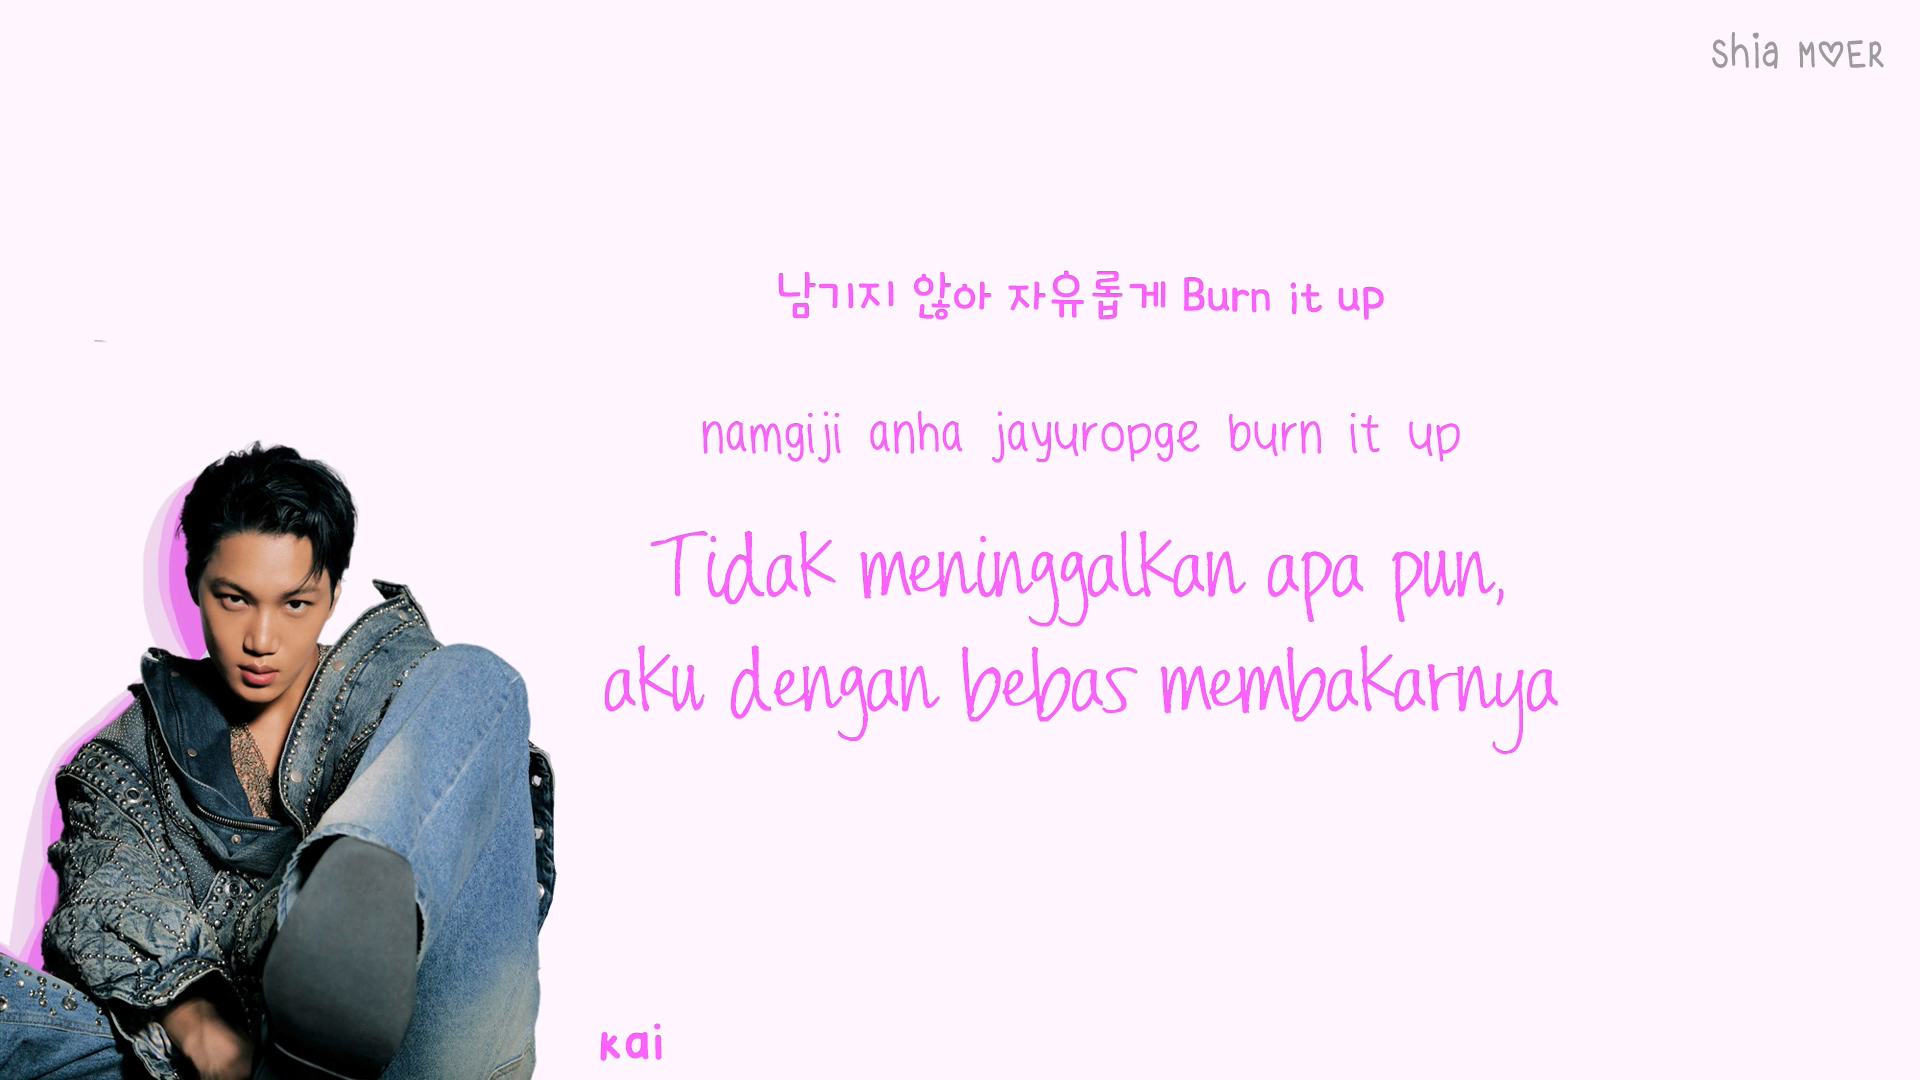 Shia M♡ER
남기지 않아 자유롭게 Burn it up
namgiji anha jayuropge burn it up
Tidak meninggalkan apa pun,
aku dengan bebas membakarnya
Kai